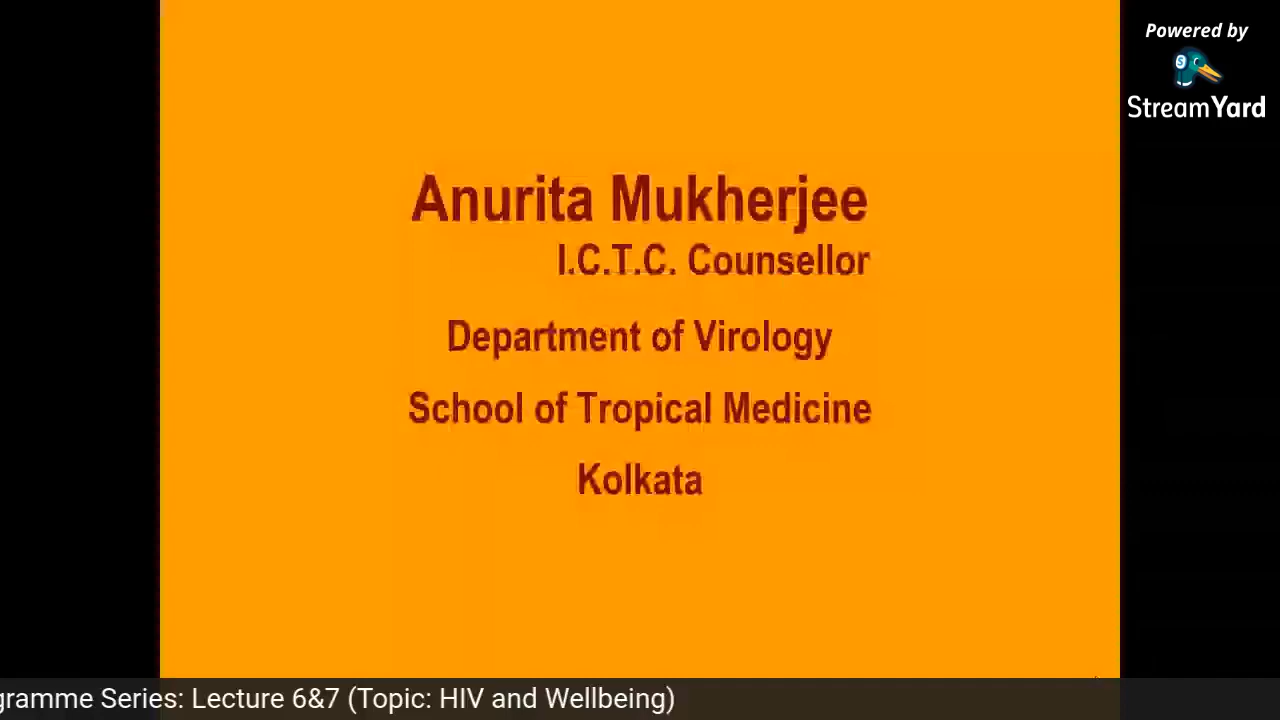 Powered by
StreamYard
Anurita Mukherjee
I.C.T.C. Counsellor
Department of Virology
School of Tropical Medicine
Kolkata
gramme Series: Lecture 6&7 (Topic: HIV and Wellbeing)